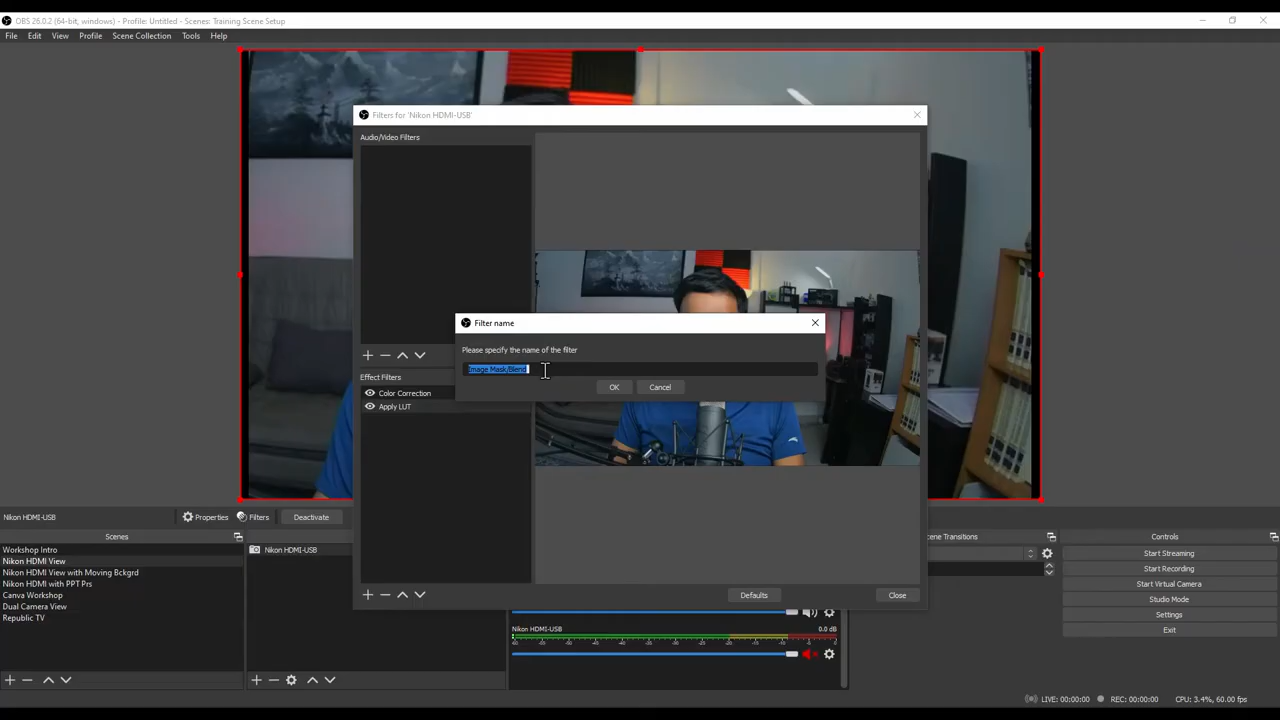 OBS 26.0.2 (64-bit, windows) - Profile: Untitled - Scenes: Training Scene Setup
File Edit View Profile Scene Collection Tools Help
Filters for 'Nikon HDMI-USB'
Audio/Video Filters
Filter name
Please specify the name of the filter
Image Mask/Blend
OK Cancel
Effect Filters
Color Correction
Apply LUT
Defaults Close
Nikon HDMI-USB Properties Filters Deactivate
Scenes
Workshop Intro
Nikon HDMI View
Nikon HDMI View with Moving Bckgrd
Nikon HDMI with PPT Prs
Canva Workshop
Dual Camera View
Republic TV
Nikon HDMI-USB
Nikon HDMI-USB 0.0 dB
cene Transitions
Controls
Start Streaming
Start Recording
Start Virtual Camera
Studio Mode
Settings
Exit
LIVE: 00:00:00 REC: 00:00:00 CPU: 3.4%, 60.00 fps